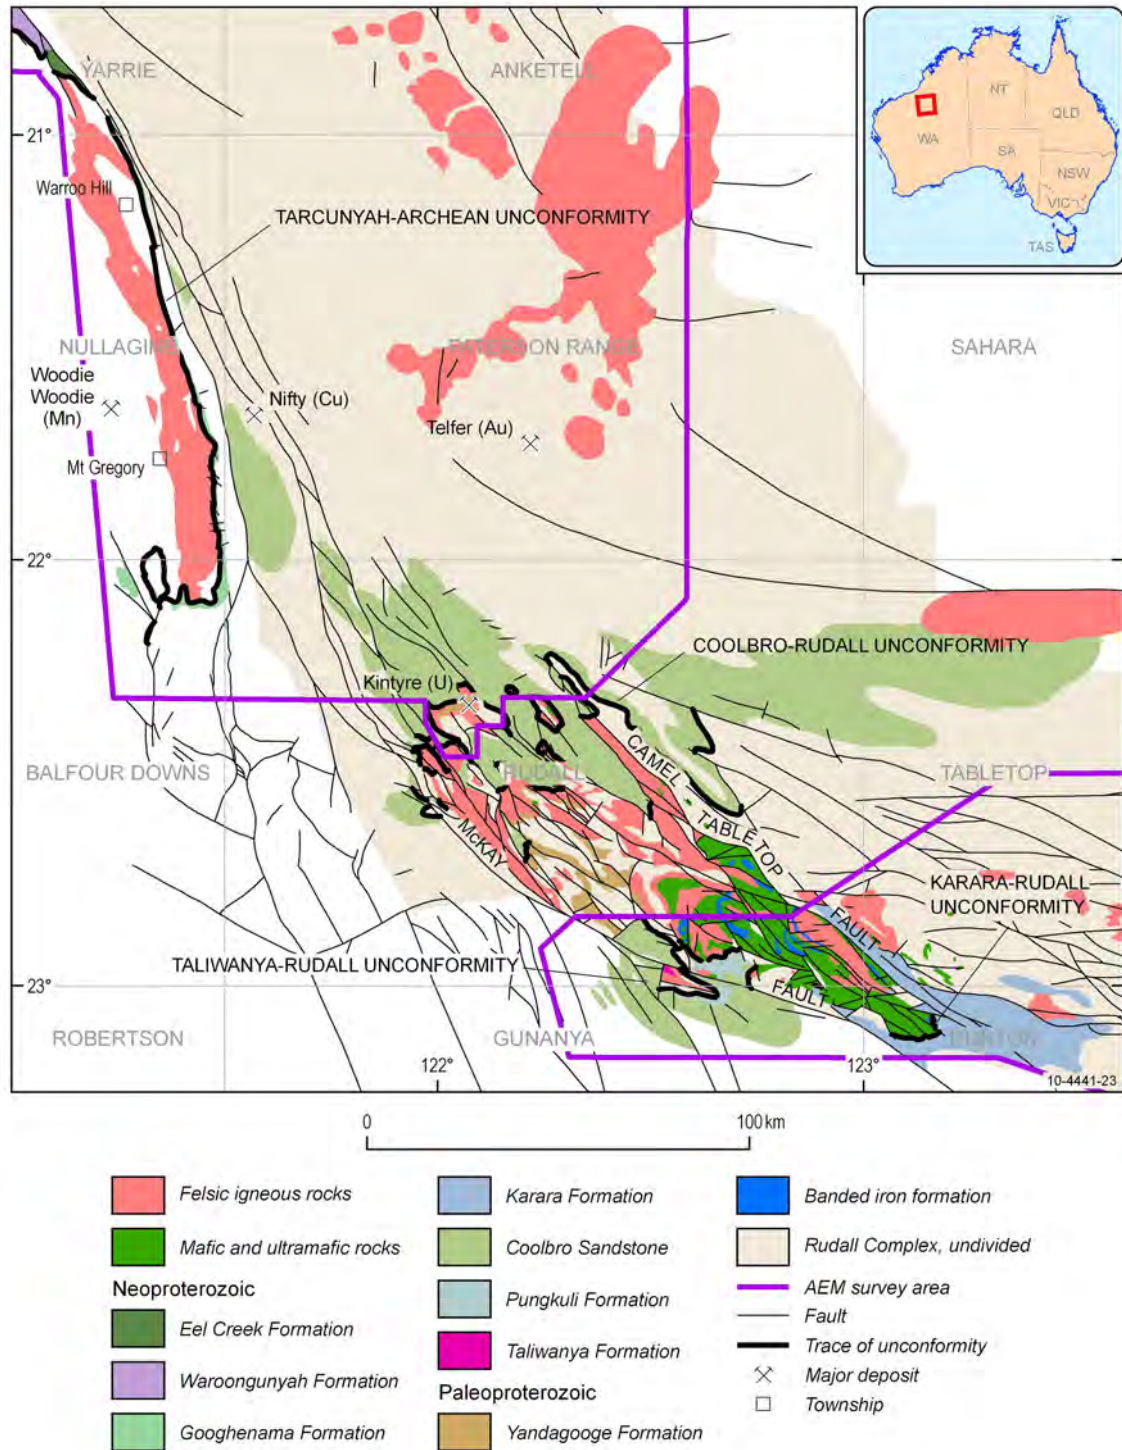 YARRIE
ANKETELL
NT
QLD
WA
SA
NSW
VIC
TAS
21°
Warroo Hill
TARCUNYAH-ARCHEAN UNCONFORMITY
NULLAGINE
PATERSON RANGE
SAHARA
Woodie
Woodie
(Mn)
Nifty (Cu)
Telfer (Au)
Mt Gregory
22°
COOLBRO-RUDALL UNCONFORMITY
Kintyre (U)
BALFOUR DOWNS
RUDALL
CAMEL
TABLETOP
McKAY
TABLETOP
FAULT
KARARA-RUDALL
UNCONFORMITY
TALIWANYA-RUDALL UNCONFORMITY
FAULT
23°
ROBERTSON
GUNANYA
RUNTON
122°
123°
10-4441-23
0
100 km
Felsic igneous rocks
Mafic and ultramafic rocks
Neoproterozoic
Eel Creek Formation
Waroongunyah Formation
Googhenama Formation
Karara Formation
Coolbro Sandstone
Pungkuli Formation
Taliwanya Formation
Paleoproterozoic
Yandagooge Formation
Banded iron formation
Rudall Complex, undivided
AEM survey area
Fault
Trace of unconformity
Major deposit
Township